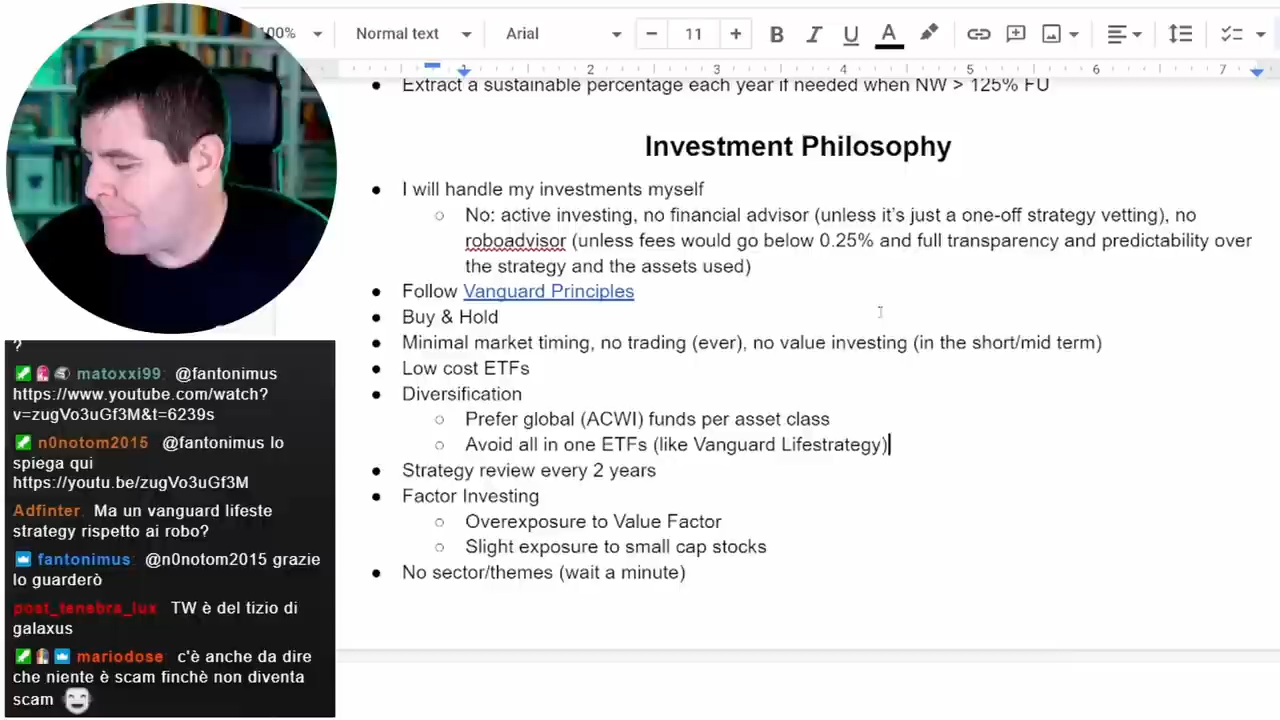 100%
Normal text
Arial
11
B I U A
1 2 3 4 5 6 7
● Extract a sustainable percentage each year if needed when NW > 125% FU
Investment Philosophy
● I will handle my investments myself
○ No: active investing, no financial advisor (unless it's just a one-off strategy vetting), no
roboadvisor (unless fees would go below 0.25% and full transparency and predictability over
the strategy and the assets used)
● Follow Vanguard Principles
● Buy & Hold
● Minimal market timing, no trading (ever), no value investing (in the short/mid term)
● Low cost ETFs
● Diversification
○ Prefer global (ACWI) funds per asset class
○ Avoid all in one ETFs (like Vanguard Lifestrategy)
● Strategy review every 2 years
● Factor Investing
○ Overexposure to Value Factor
○ Slight exposure to small cap stocks
● No sector/themes (wait a minute)
?
matoxxi99: @fantonimus
https://www.youtube.com/watch?
v=zugVo3uGf3M&t=6239s
n0notom2015 @fantonimus lo
spiega qui
https://youtu.be/zugVo3uGf3M
Adfinter: Ma un vanguard lifeste
strategy rispetto ai robo?
fantonimus: @n0notom2015 grazie
lo guarderò
post_tenebra_lux: TW è del tizio di
galaxus
mariodose: c'è anche da dire
che niente è scam finchè non diventa
scam